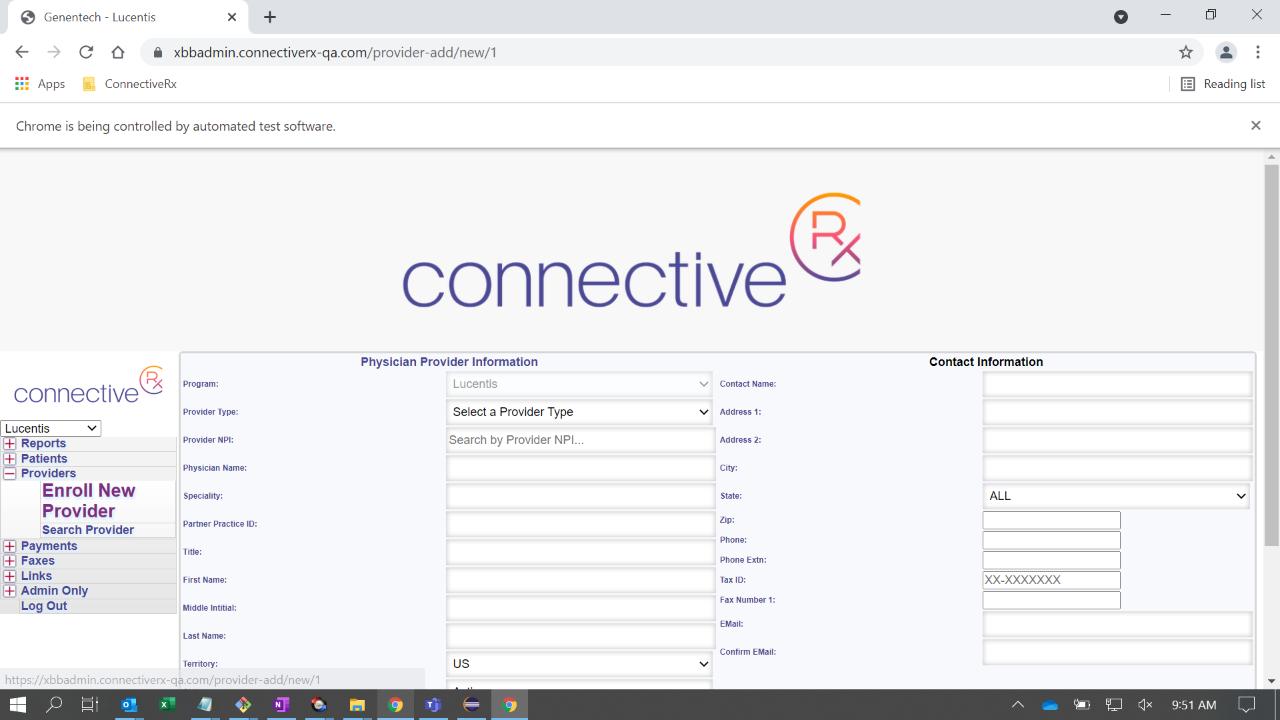 Genentech - Lucentis
xbbadmin.connectiverx-qa.com/provider-add/new/1
Apps
ConnectiveRx
Reading list
Chrome is being controlled by automated test software.
connective Rx
connective Rx
Lucentis
Reports
Patients
Providers
Enroll New
Provider
Search Provider
Payments
Faxes
Links
Admin Only
Log Out
Physician Provider Information
Program: Lucentis
Provider Type: Select a Provider Type
Provider NPI: Search by Provider NPI...
Physician Name:
Speciality:
Partner Practice ID:
Title:
First Name:
Middle Intitial:
Last Name:
Territory: US
Contact Information
Contact Name:
Address 1:
Address 2:
City:
State: ALL
Zip:
Phone:
Phone Extn:
Tax ID: XX-XXXXXXX
Fax Number 1:
EMail:
Confirm EMail:
https://xbbadmin.connectiverx-qa.com/provider-add/new/1
9:51 AM